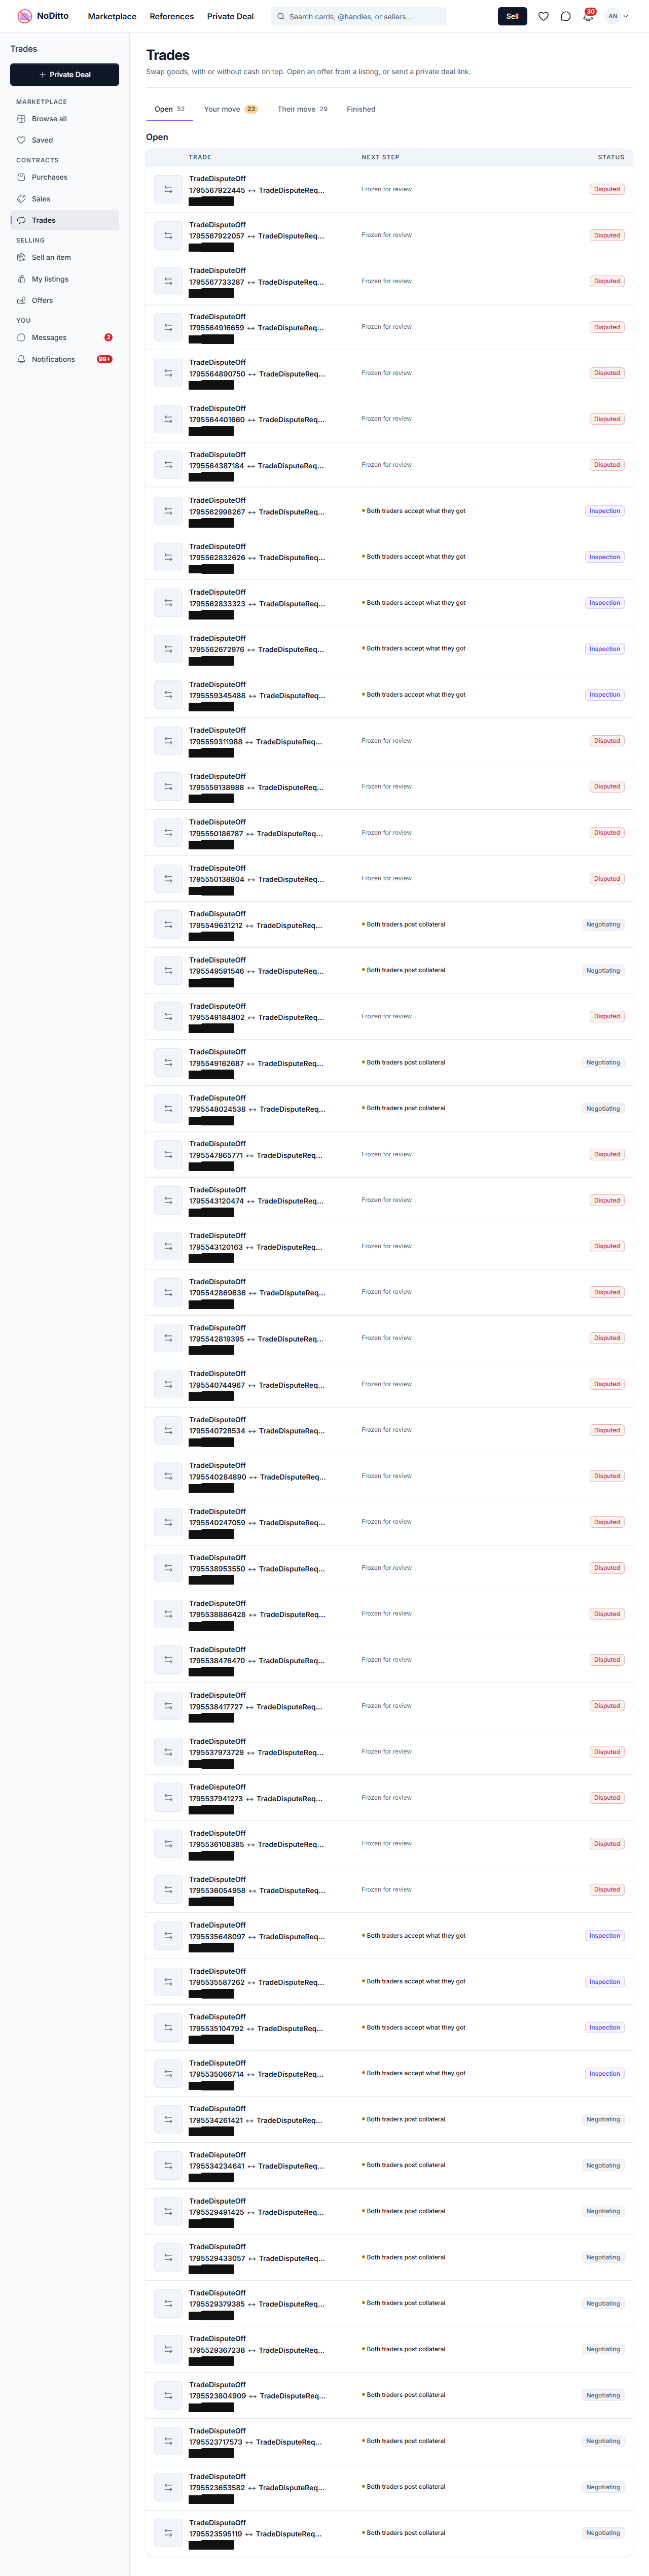 NoDitto
Marketplace
References
Private Deal
Search cards, @handles, or sellers...
Sell
30
AN
Trades
Private Deal
MARKETPLACE
Browse all
Saved
CONTRACTS
Purchases
Sales
Trades
SELLING
Sell an item
My listings
Offers
YOU
Messages 2
Notifications 99+
Trades
Swap goods, with or without cash on top. Open an offer from a listing, or send a private deal link.
Open 52
Your move 23
Their move 29
Finished
Open
TRADE NEXT STEP STATUS
TradeDisputeOff
1795567922445 ↔ TradeDisputeReq...
Frozen for review
Disputed
TradeDisputeOff
1795567922057 ↔ TradeDisputeReq...
Frozen for review
Disputed
TradeDisputeOff
1795567733287 ↔ TradeDisputeReq...
Frozen for review
Disputed
TradeDisputeOff
1795564916659 ↔ TradeDisputeReq...
Frozen for review
Disputed
TradeDisputeOff
1795564890750 ↔ TradeDisputeReq...
Frozen for review
Disputed
TradeDisputeOff
1795564401660 ↔ TradeDisputeReq...
Frozen for review
Disputed
TradeDisputeOff
1795564387184 ↔ TradeDisputeReq...
Frozen for review
Disputed
TradeDisputeOff
1795562998267 ↔ TradeDisputeReq...
Both traders accept what they got
Inspection
TradeDisputeOff
1795562832626 ↔ TradeDisputeReq...
Both traders accept what they got
Inspection
TradeDisputeOff
1795562833323 ↔ TradeDisputeReq...
Both traders accept what they got
Inspection
TradeDisputeOff
1795562672976 ↔ TradeDisputeReq...
Both traders accept what they got
Inspection
TradeDisputeOff
1795559345488 ↔ TradeDisputeReq...
Both traders accept what they got
Inspection
TradeDisputeOff
1795559311988 ↔ TradeDisputeReq...
Frozen for review
Disputed
TradeDisputeOff
1795559138988 ↔ TradeDisputeReq...
Frozen for review
Disputed
TradeDisputeOff
1795550186787 ↔ TradeDisputeReq...
Frozen for review
Disputed
TradeDisputeOff
1795550138804 ↔ TradeDisputeReq...
Frozen for review
Disputed
TradeDisputeOff
1795549631212 ↔ TradeDisputeReq...
Both traders post collateral
Negotiating
TradeDisputeOff
1795549591546 ↔ TradeDisputeReq...
Both traders post collateral
Negotiating
TradeDisputeOff
1795549184802 ↔ TradeDisputeReq...
Frozen for review
Disputed
TradeDisputeOff
1795549162687 ↔ TradeDisputeReq...
Both traders post collateral
Negotiating
TradeDisputeOff
1795548024538 ↔ TradeDisputeReq...
Both traders post collateral
Negotiating
TradeDisputeOff
1795547865771 ↔ TradeDisputeReq...
Frozen for review
Disputed
TradeDisputeOff
1795543120474 ↔ TradeDisputeReq...
Frozen for review
Disputed
TradeDisputeOff
1795543120163 ↔ TradeDisputeReq...
Frozen for review
Disputed
TradeDisputeOff
1795542869636 ↔ TradeDisputeReq...
Frozen for review
Disputed
TradeDisputeOff
1795542819395 ↔ TradeDisputeReq...
Frozen for review
Disputed
TradeDisputeOff
1795540744967 ↔ TradeDisputeReq...
Frozen for review
Disputed
TradeDisputeOff
1795540728534 ↔ TradeDisputeReq...
Frozen for review
Disputed
TradeDisputeOff
1795540284890 ↔ TradeDisputeReq...
Frozen for review
Disputed
TradeDisputeOff
1795540247059 ↔ TradeDisputeReq...
Frozen for review
Disputed
TradeDisputeOff
1795538953550 ↔ TradeDisputeReq...
Frozen for review
Disputed
TradeDisputeOff
1795538886428 ↔ TradeDisputeReq...
Frozen for review
Disputed
TradeDisputeOff
1795538476470 ↔ TradeDisputeReq...
Frozen for review
Disputed
TradeDisputeOff
1795538417727 ↔ TradeDisputeReq...
Frozen for review
Disputed
TradeDisputeOff
1795537973729 ↔ TradeDisputeReq...
Frozen for review
Disputed
TradeDisputeOff
1795537941273 ↔ TradeDisputeReq...
Frozen for review
Disputed
TradeDisputeOff
1795536108385 ↔ TradeDisputeReq...
Frozen for review
Disputed
TradeDisputeOff
1795536054958 ↔ TradeDisputeReq...
Frozen for review
Disputed
TradeDisputeOff
1795535648097 ↔ TradeDisputeReq...
Both traders accept what they got
Inspection
TradeDisputeOff
1795535587262 ↔ TradeDisputeReq...
Both traders accept what they got
Inspection
TradeDisputeOff
1795535104792 ↔ TradeDisputeReq...
Both traders accept what they got
Inspection
TradeDisputeOff
1795535066714 ↔ TradeDisputeReq...
Both traders accept what they got
Inspection
TradeDisputeOff
1795534261421 ↔ TradeDisputeReq...
Both traders post collateral
Negotiating
TradeDisputeOff
1795534234641 ↔ TradeDisputeReq...
Both traders post collateral
Negotiating
TradeDisputeOff
1795529491425 ↔ TradeDisputeReq...
Both traders post collateral
Negotiating
TradeDisputeOff
1795529433057 ↔ TradeDisputeReq...
Both traders post collateral
Negotiating
TradeDisputeOff
1795529379385 ↔ TradeDisputeReq...
Both traders post collateral
Negotiating
TradeDisputeOff
1795529367238 ↔ TradeDisputeReq...
Both traders post collateral
Negotiating
TradeDisputeOff
1795523804909 ↔ TradeDisputeReq...
Both traders post collateral
Negotiating
TradeDisputeOff
1795523717573 ↔ TradeDisputeReq...
Both traders post collateral
Negotiating
TradeDisputeOff
1795523653582 ↔ TradeDisputeReq...
Both traders post collateral
Negotiating
TradeDisputeOff
1795523595119 ↔ TradeDisputeReq...
Both traders post collateral
Negotiating